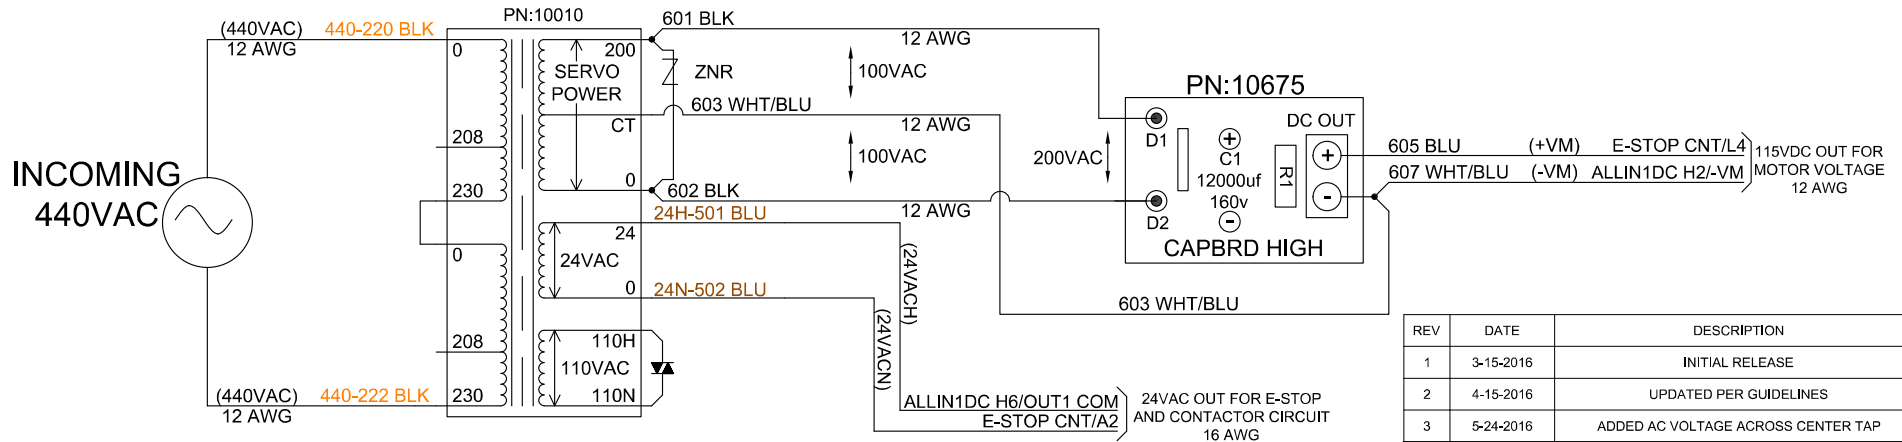 PN:10010
601 BLK
(440VAC)
440-220 BLK
12 AWG
0
200
12 AWG
SERVO
POWER
ZNR
100VAC
PN:10675
603 WHT/BLU
CT
12 AWG
DC OUT
208
D1
+
605 BLU
(+VM)
E-STOP CNT/L4
115VDC OUT FOR
MOTOR VOLTAGE
12 AWG
100VAC
200VAC
C1
12000uf
160v
-
R1
+
-
607 WHT/BLU
(-VM)
ALLIN1DC H2/-VM
INCOMING
440VAC
230
0
602 BLK
12 AWG
D2
CAPBRD HIGH
24H-501 BLU
24
24VAC
0
0
24N-502 BLU
(24VACH)
(24VACN)
603 WHT/BLU
208
110H
110VAC
110N
230
(440VAC)
440-222 BLK
12 AWG
ALLIN1DC H6/OUT1 COM
E-STOP CNT/A2
24VAC OUT FOR E-STOP
AND CONTACTOR CIRCUIT
16 AWG
REV DATE DESCRIPTION
1 3-15-2016 INITIAL RELEASE
2 4-15-2016 UPDATED PER GUIDELINES
3 5-24-2016 ADDED AC VOLTAGE ACROSS CENTER TAP